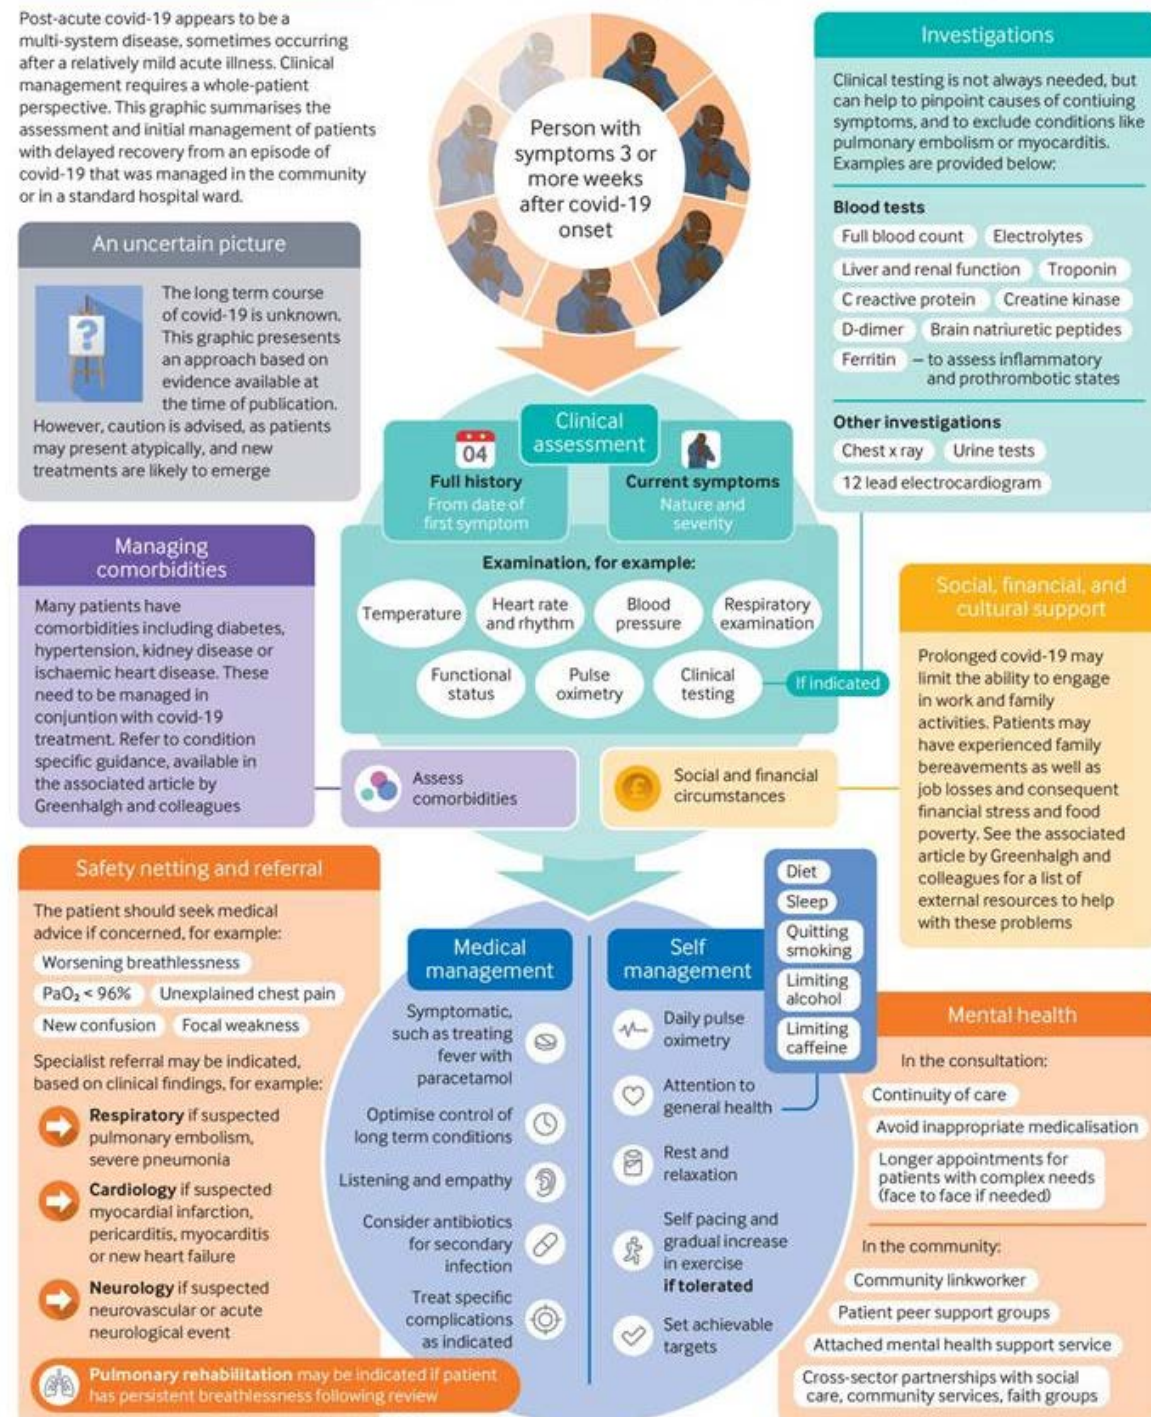 Post-acute covid-19 appears to be a
multi-system disease, sometimes occurring
after a relatively mild acute illness. Clinical
management requires a whole-patient
perspective. This graphic summarises the
assessment and initial management of patients
with delayed recovery from an episode of
covid-19 that was managed in the community
or in a standard hospital ward.
Person with
symptoms 3 or
more weeks
after covid-19
onset
An uncertain picture
?
The long term course
of covid-19 is unknown.
This graphic presesents
an approach based on
evidence available at
the time of publication.
However, caution is advised, as patients
may present atypically, and new
treatments are likely to emerge
Investigations
Clinical testing is not always needed, but
can help to pinpoint causes of contiuing
symptoms, and to exclude conditions like
pulmonary embolism or myocarditis.
Examples are provided below:
Blood tests
Full blood count Electrolytes
Liver and renal function Troponin
C reactive protein Creatine kinase
D-dimer Brain natriuretic peptides
Ferritin – to assess inflammatory
and prothrombotic states
Other investigations
Chest x ray Urine tests
12 lead electrocardiogram
Clinical
assessment
04
Full history
From date of
first symptom
Current symptoms
Nature and
severity
Examination, for example:
Temperature
Heart rate
and rhythm
Blood
pressure
Respiratory
examination
Functional
status
Pulse
oximetry
Clinical
testing
If indicated
Managing
comorbidities
Many patients have
comorbidities including diabetes,
hypertension, kidney disease or
ischaemic heart disease. These
need to be managed in
conjuntion with covid-19
treatment. Refer to condition
specific guidance, available in
the associated article by
Greenhalgh and colleagues
Assess
comorbidities
£
Social and financial
circumstances
Social, financial, and
cultural support
Prolonged covid-19 may
limit the ability to engage
in work and family
activities. Patients may
have experienced family
bereavements as well as
job losses and consequent
financial stress and food
poverty. See the associated
article by Greenhalgh and
colleagues for a list of
external resources to help
with these problems
Safety netting and referral
The patient should seek medical
advice if concerned, for example:
Worsening breathlessness
PaO₂ < 96% Unexplained chest pain
New confusion Focal weakness
Specialist referral may be indicated,
based on clinical findings, for example:
Respiratory if suspected
pulmonary embolism,
severe pneumonia
Cardiology if suspected
myocardial infarction,
pericarditis, myocarditis
or new heart failure
Neurology if suspected
neurovascular or acute
neurological event
Pulmonary rehabilitation may be indicated if patient
has persistent breathlessness following review
Medical
management
Symptomatic,
such as treating
fever with
paracetamol
Optimise control of
long term conditions
Listening and empathy
Consider antibiotics
for secondary
infection
Treat specific
complications
as indicated
Self
management
Daily pulse
oximetry
Attention to
general health
Rest and
relaxation
Self pacing and
gradual increase
in exercise
if tolerated
Set achievable
targets
Diet
Sleep
Quitting
smoking
Limiting
alcohol
Limiting
caffeine
Mental health
In the consultation:
Continuity of care
Avoid inappropriate medicalisation
Longer appointments for
patients with complex needs
(face to face if needed)
In the community:
Community linkworker
Patient peer support groups
Attached mental health support service
Cross-sector partnerships with social
care, community services, faith groups